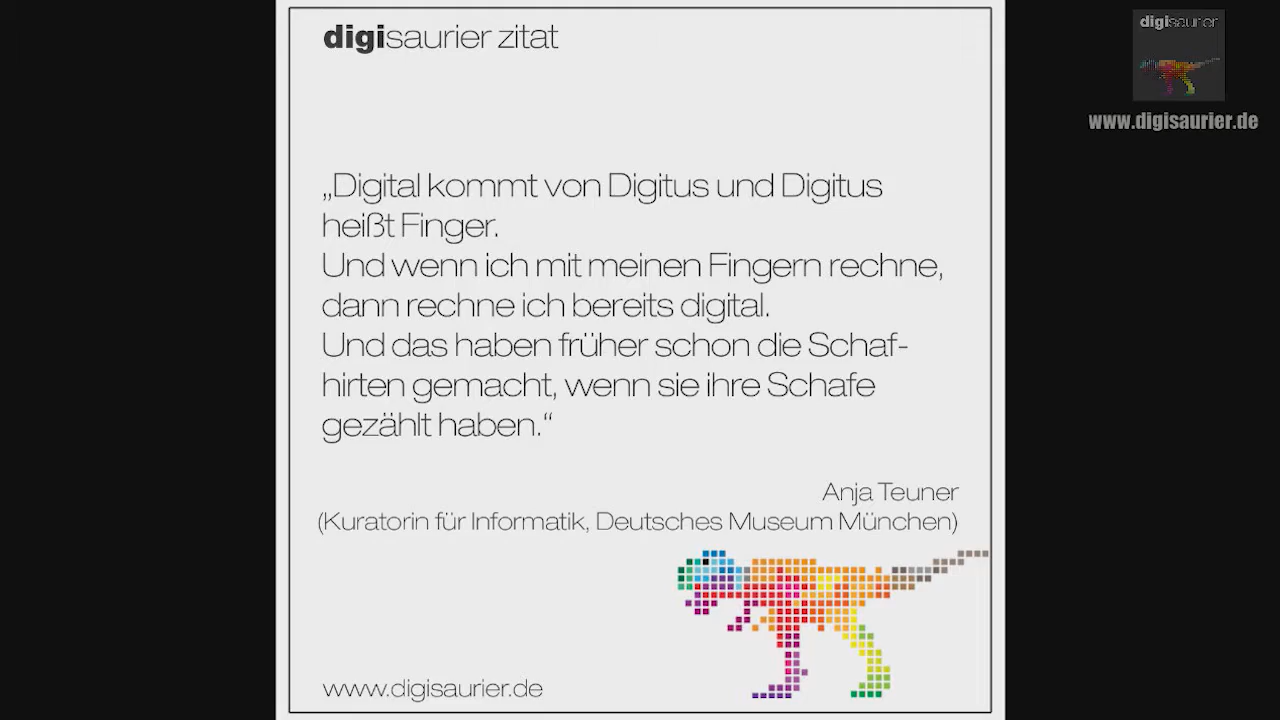 digisaurier zitat
digisaurier
www.digisaurier.de
„Digital kommt von Digitus und Digitus
heißt Finger.
Und wenn ich mit meinen Fingern rechne,
dann rechne ich bereits digital.
Und das haben früher schon die Schaf-
hirten gemacht, wenn sie ihre Schafe
gezählt haben.“
Anja Teuner
(Kuratorin für Informatik, Deutsches Museum München)
www.digisaurier.de